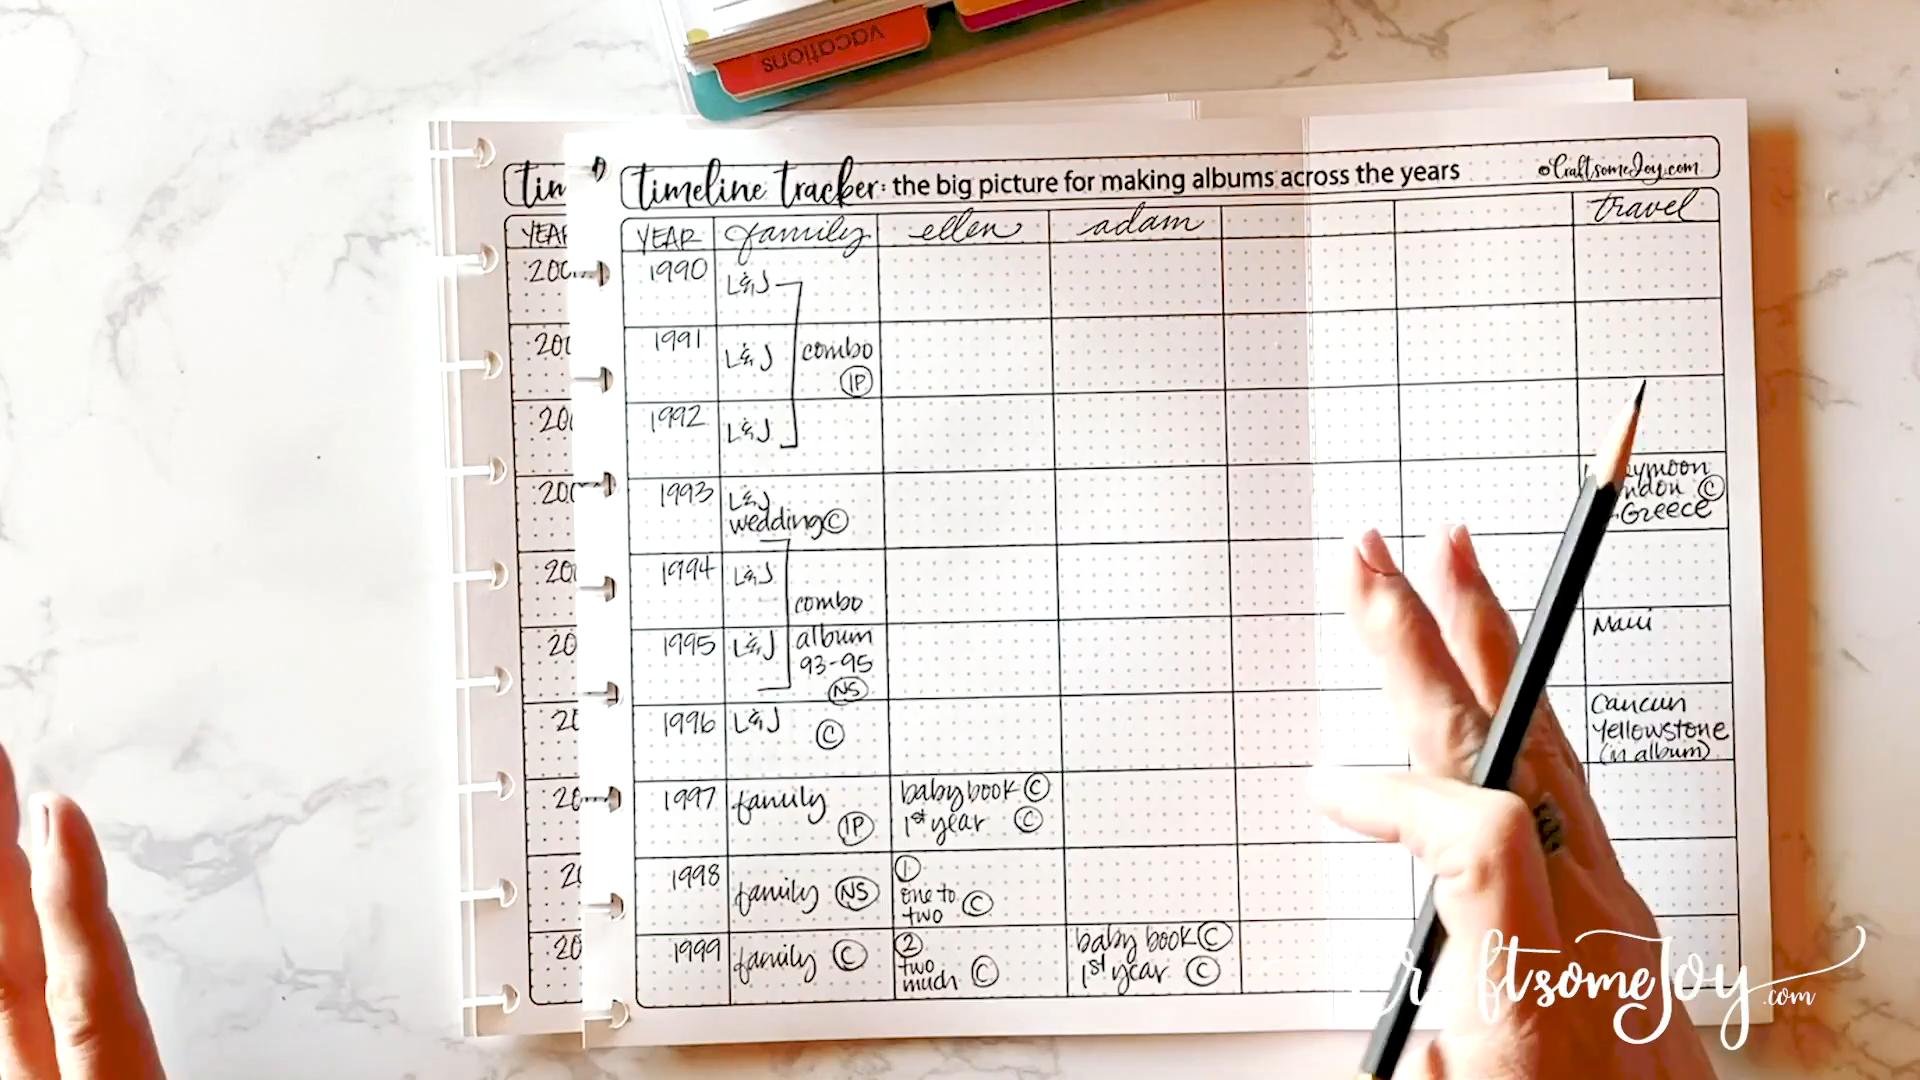 vacations
timeline tracker: the big picture for making albums across the years
©CraftsomeJoy.com
YEAR family ellen adam travel
1990 L&J
1991 L&J combo
IP
1992 L&J
1993 L&J
wedding C
C
Greece
1994 L&J
combo
1995 L&J album
93-95
NS
Maui
1996 L&J C
Cancun
Yellowstone
(in album)
1997 family
IP
baby book C
1st year C
1998 family NS
1
one to
two C
1999 family C
2
two
much C
baby book C
1st year C
CraftsomeJoy
.com